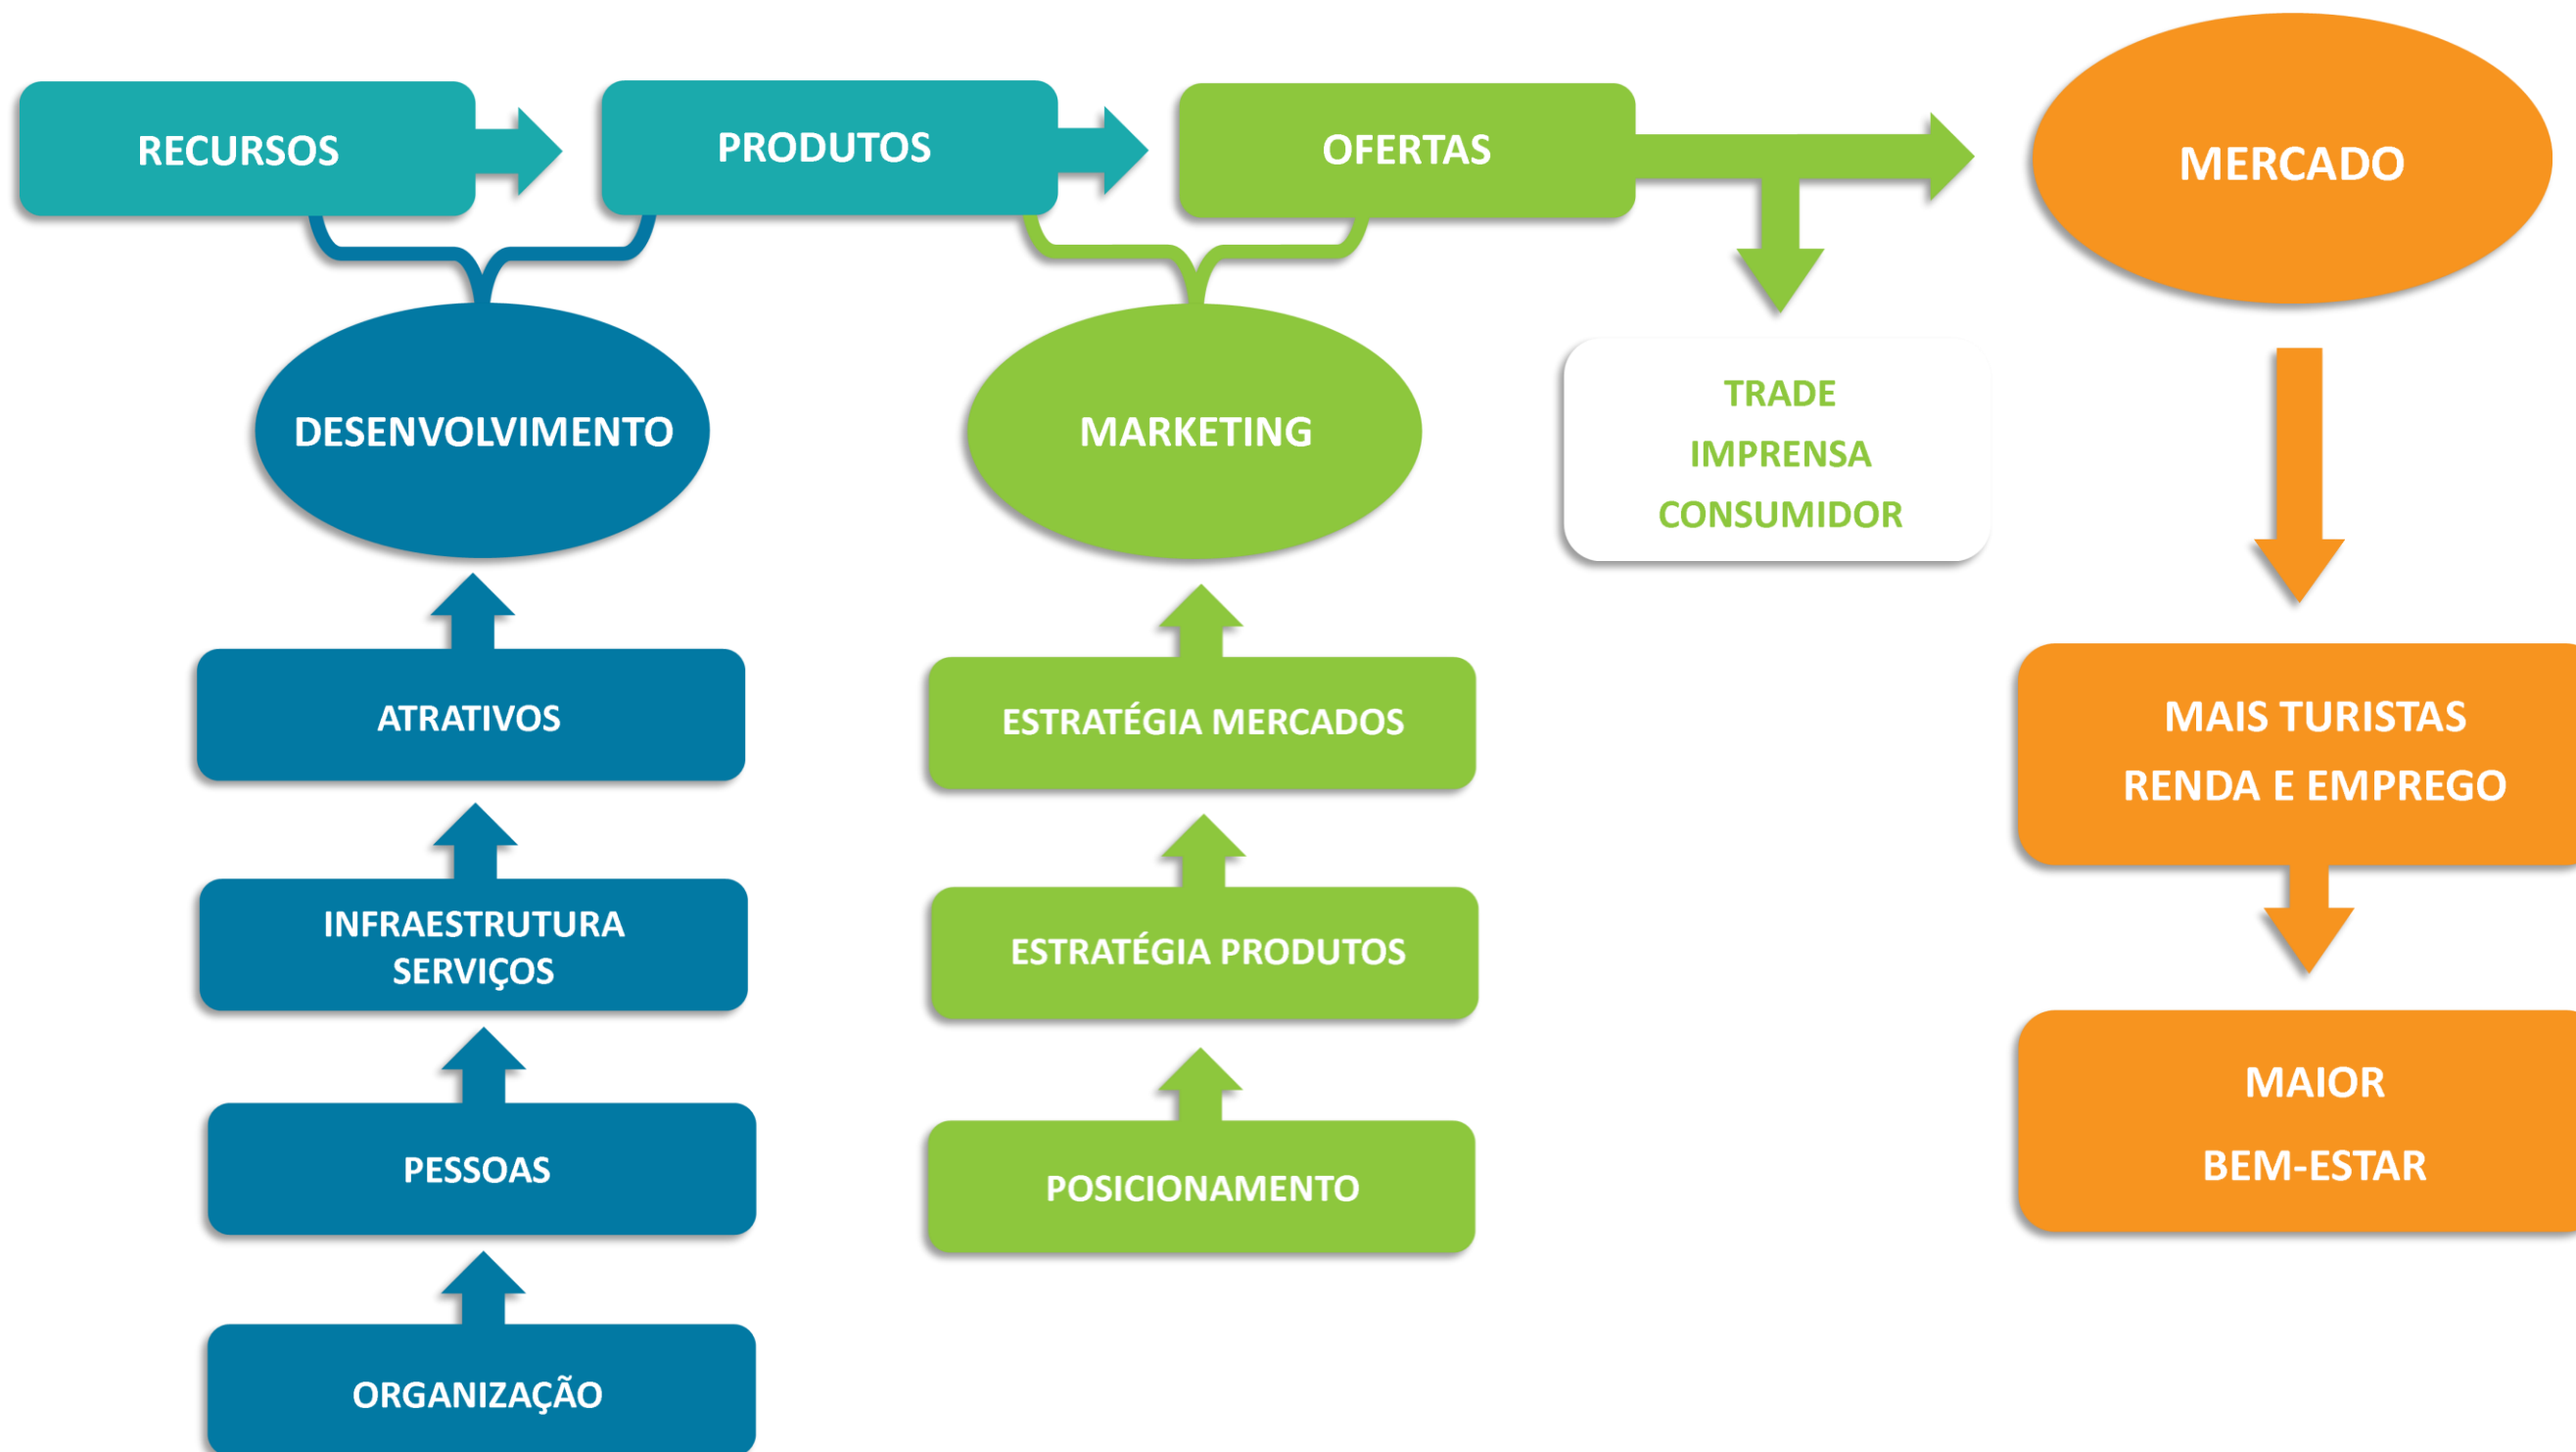 RECURSOS
PRODUTOS
OFERTAS
MERCADO
DESENVOLVIMENTO
MARKETING
TRADE
IMPRENSA
CONSUMIDOR
ATRATIVOS
INFRAESTRUTURA
SERVIÇOS
PESSOAS
ORGANIZAÇÃO
ESTRATÉGIA MERCADOS
ESTRATÉGIA PRODUTOS
POSICIONAMENTO
MAIS TURISTAS
RENDA E EMPREGO
MAIOR
BEM-ESTAR